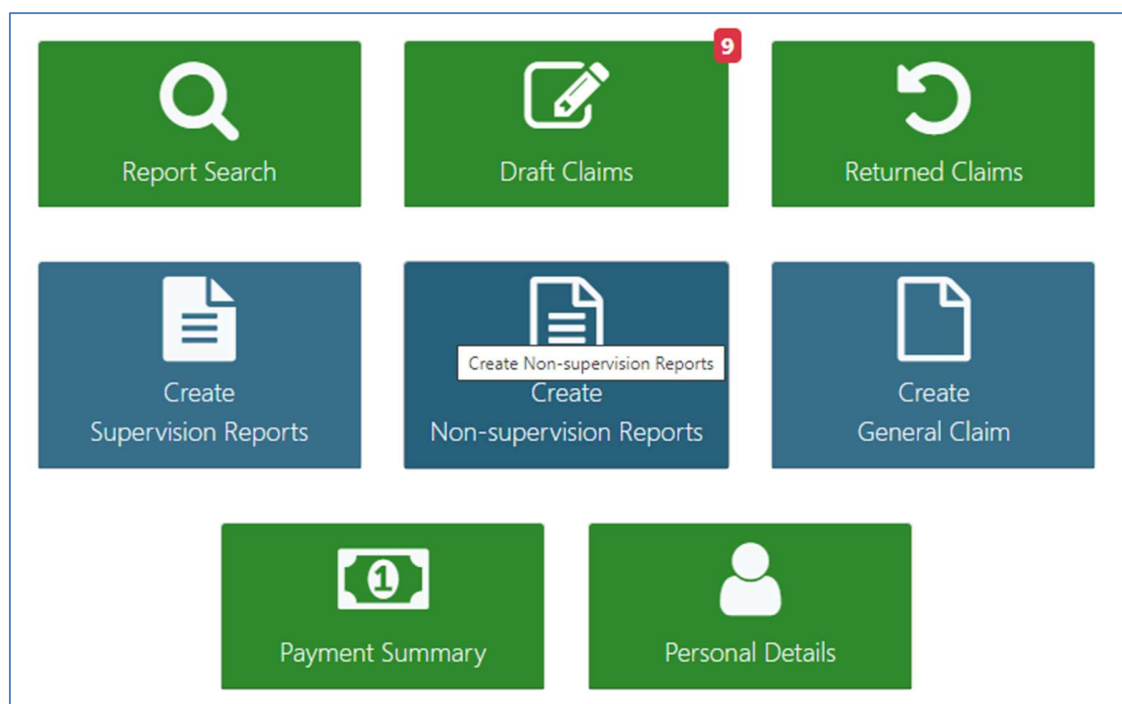 9
Report Search
Draft Claims
Returned Claims
Create
Supervision Reports
Create Non-supervision Reports
Create
Non-supervision Reports
Create
General Claim
1
Payment Summary
Personal Details